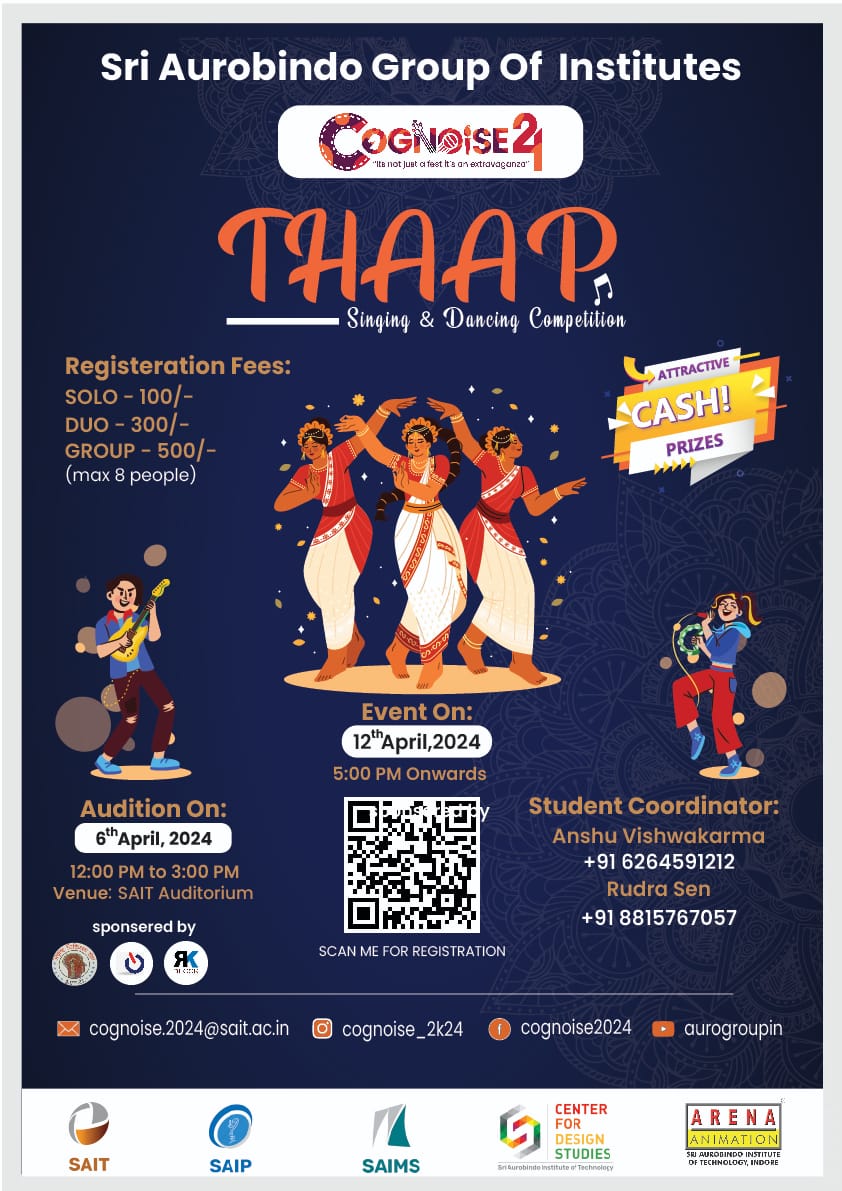 Sri Aurobindo Group Of Institutes
COGNOISE 24
"Its not just a fest it's an extravaganza"
THAAP
Singing & Dancing Competition
Registeration Fees:
SOLO - 100/-
DUO - 300/-
GROUP - 500/-
(max 8 people)
ATTRACTIVE
CASH!
PRIZES
Event On:
12th April,2024
5:00 PM Onwards
Audition On:
6th April, 2024
12:00 PM to 3:00 PM
Venue: SAIT Auditorium
sponsered by
RK
sponsered by
SCAN ME FOR REGISTRATION
Student Coordinator:
Anshu Vishwakarma
+91 6264591212
Rudra Sen
+91 8815767057
cognoise.2024@sait.ac.in
cognoise_2k24
cognoise2024
aurogroupin
SAIT
SAIP
SAIMS
CENTER
FOR
DESIGN
STUDIES
Sri Aurobindo Institute of Technology
ARENA
ANIMATION
SRI AUROBINDO INSTITUTE
OF TECHNOLOGY, INDORE